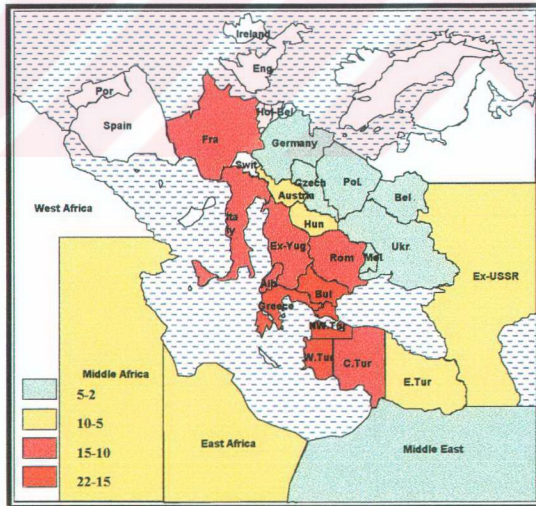 Ireland
Eng
Por
Hol-Bel
Spain
Fra
Germany
Swit
Czech
Pol.
Bel
Austria
West Africa
Ita
ly
Hun
Ukr
Ex-Yug
Rom
Mol
Ex-USSR
Alb
Bul
Greece
NW.Tur
Middle Africa
W.Tur
C.Tur
E.Tur
5-2
10-5
15-10
22-15
East Africa
Middle East